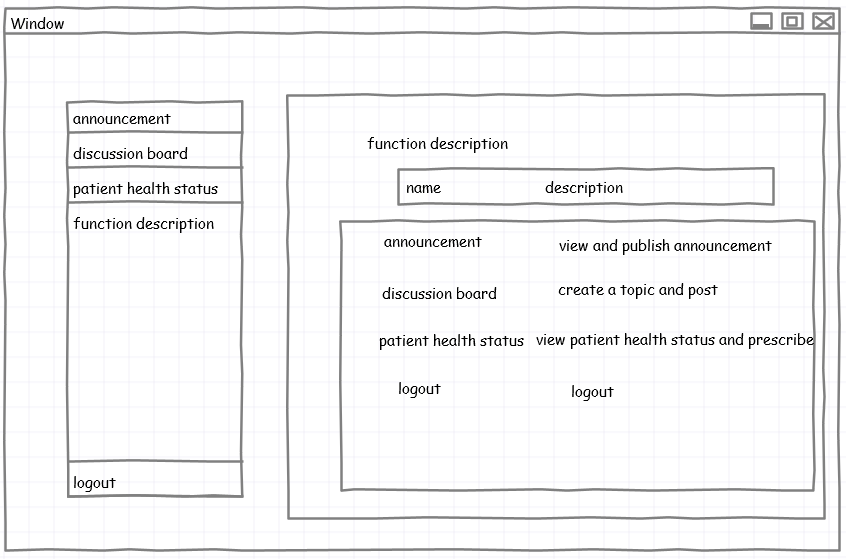 Window
announcement
discussion board
patient health status
function description
logout
function description
name description
announcement view and publish announcement
discussion board create a topic and post
patient health status view patient health status and prescribe
logout logout